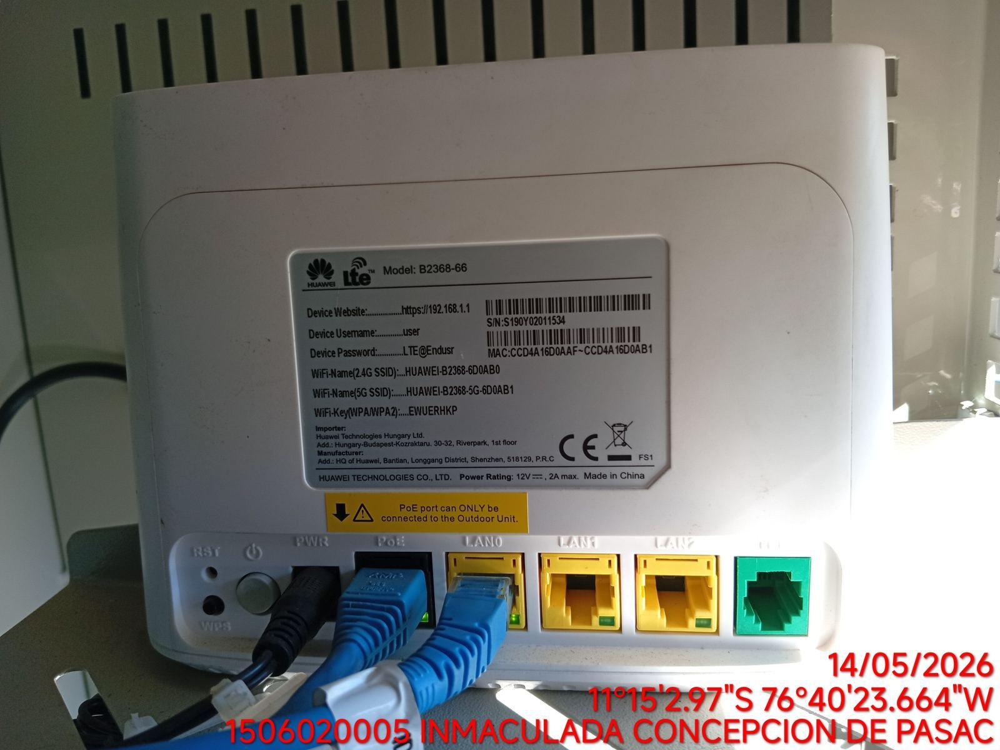 HUAWEI Lte™ Model: B2368-66
Device Website:................https://192.168.1.1
S/N:S190Y02011534
Device Username:.............user
Device Password:............LTE@Endusr
MAC:CCD4A16D0AAF~CCD4A16D0AB1
WiFi-Name(2.4G SSID):...HUAWEI-B2368-6D0AB0
WiFi-Name(5G SSID):......HUAWEI-B2368-5G-6D0AB1
WiFi-Key(WPA/WPA2):....EWUERHKP
Importer:
Huawei Technologies Hungary Ltd.
Add.: Hungary-Budapest-Kozraktaru. 30-32, Riverpark, 1st floor
Manufacturer:
Add.: HQ of Huawei, Bantian, Longgang District, Shenzhen, 518129, P.R.C
CE
FS1
HUAWEI TECHNOLOGIES CO., LTD. Power Rating: 12V⎓, 2A max. Made in China
PoE port can ONLY be
connected to the Outdoor Unit.
RST PWR PoE LAN0 LAN1 LAN2
AMP
WPS
14/05/2026
11°15'2.97"S 76°40'23.664"W
1506020005 INMACULADA CONCEPCION DE PASAC